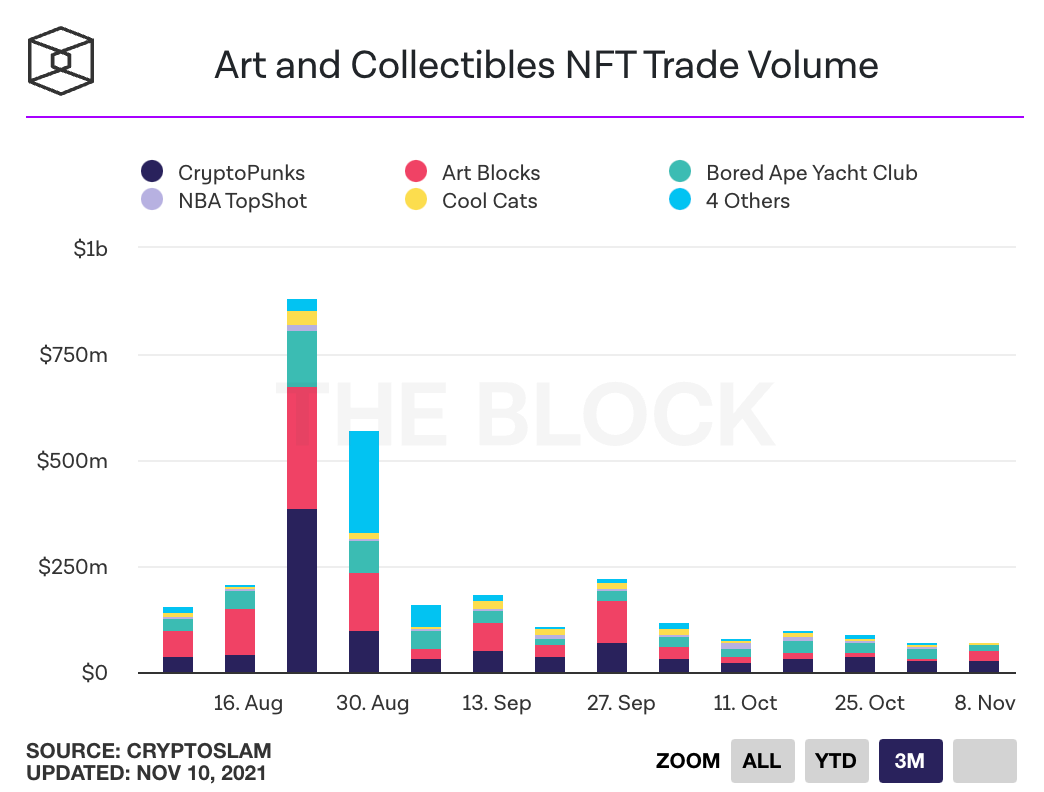 Art and Collectibles NFT Trade Volume
CryptoPunks
Art Blocks
Bored Ape Yacht Club
NBA TopShot
Cool Cats
4 Others
$1b
$750m
$500m
$250m
$0
THE BLOCK
16. Aug
30. Aug
13. Sep
27. Sep
11. Oct
25. Oct
8. Nov
SOURCE: CRYPTOSLAM
UPDATED: NOV 10, 2021
ZOOM ALL YTD 3M